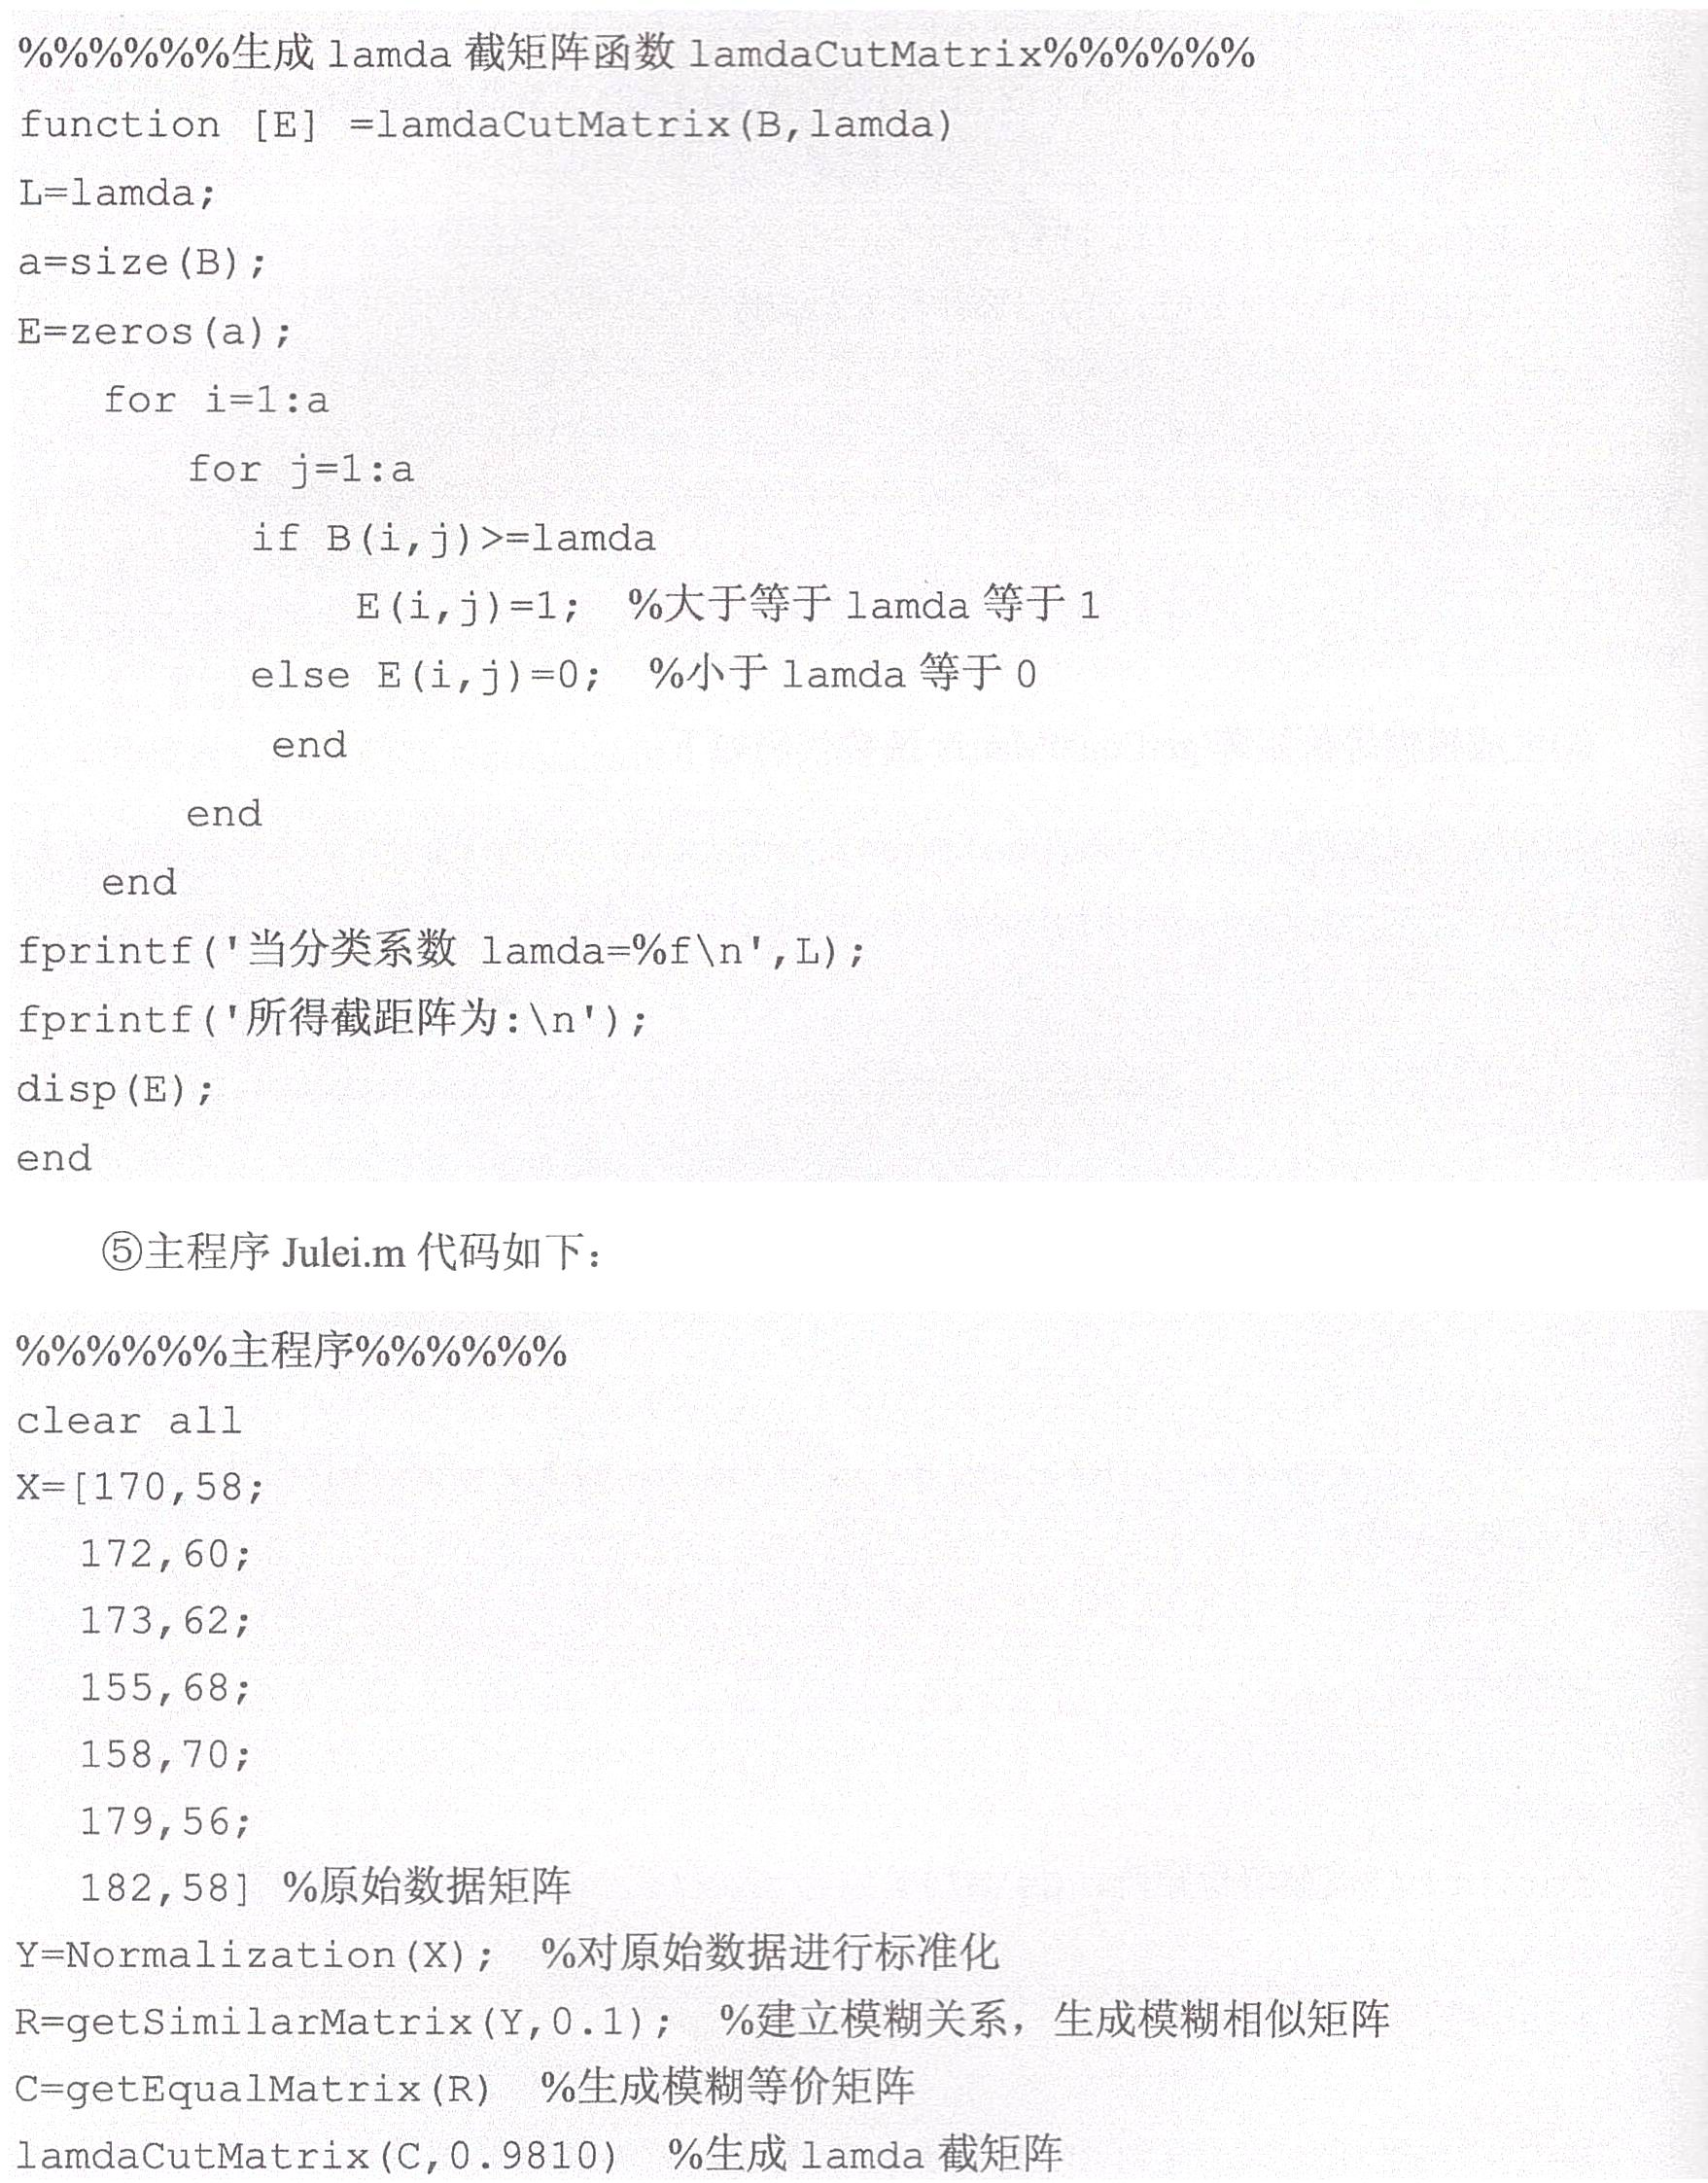 %%%%%%生成 lamda 截矩阵函数 lamdaCutMatrix%%%%%%
function [E] =lamdaCutMatrix(B,lamda)
L=lamda;
a=size(B);
E=zeros(a);
for i=1:a
for j=1:a
if B(i,j)>=lamda
E(i,j)=1; %大于等于 lamda 等于 1
else E(i,j)=0; %小于 lamda 等于 0
end
end
end
fprintf('当分类系数 lamda=%f\n',L);
fprintf('所得截距阵为:\n');
disp(E);
end
⑤主程序 Julei.m 代码如下：
%%%%%%主程序%%%%%%
clear all
X=[170,58;
172,60;
173,62;
155,68;
158,70;
179,56;
182,58] %原始数据矩阵
Y=Normalization(X); %对原始数据进行标准化
R=getSimilarMatrix(Y,0.1); %建立模糊关系，生成模糊相似矩阵
C=getEqualMatrix(R) %生成模糊等价矩阵
lamdaCutMatrix(C,0.9810) %生成 lamda 截矩阵